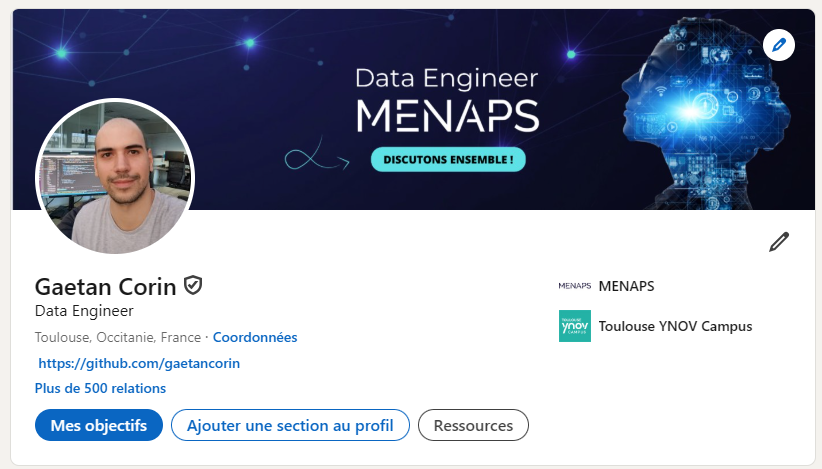 Data Engineer
MENAPS
DISCUTONS ENSEMBLE !
Gaetan Corin
Data Engineer
Toulouse, Occitanie, France · Coordonnées
https://github.com/gaetancorin
Plus de 500 relations
Mes objectifs
Ajouter une section au profil
Ressources
MENAPS MENAPS
ynov
CAMPUS
Toulouse YNOV Campus